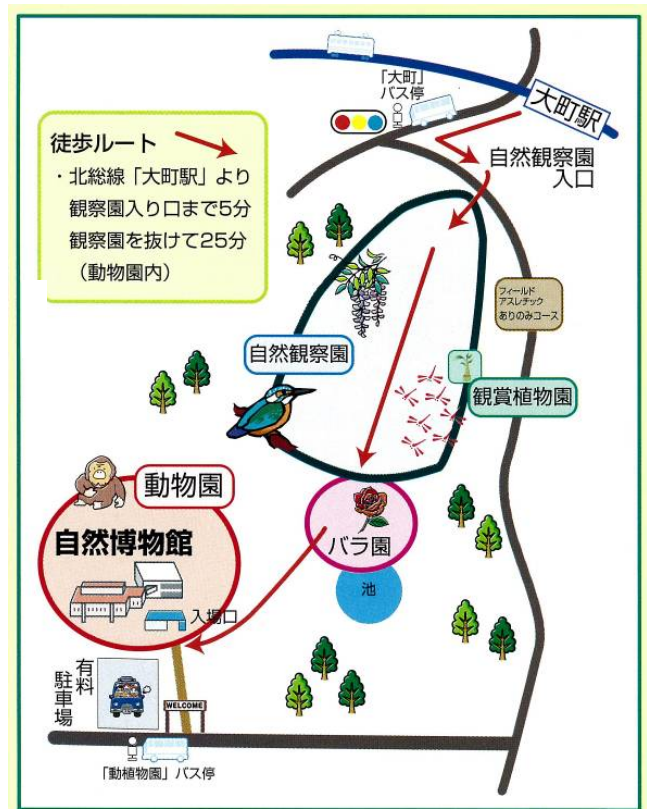 「大町」
バス停
大町駅
徒歩ルート
・北総線「大町駅」より
観察園入り口まで5分
観察園を抜けて25分
(動物園内)
自然観察園
入口
フィールド
アスレチック
ありのみコース
自然観察園
観賞植物園
動物園
自然博物館
バラ園
池
入場口
有料
駐車場
WELCOME
「動植物園」バス停